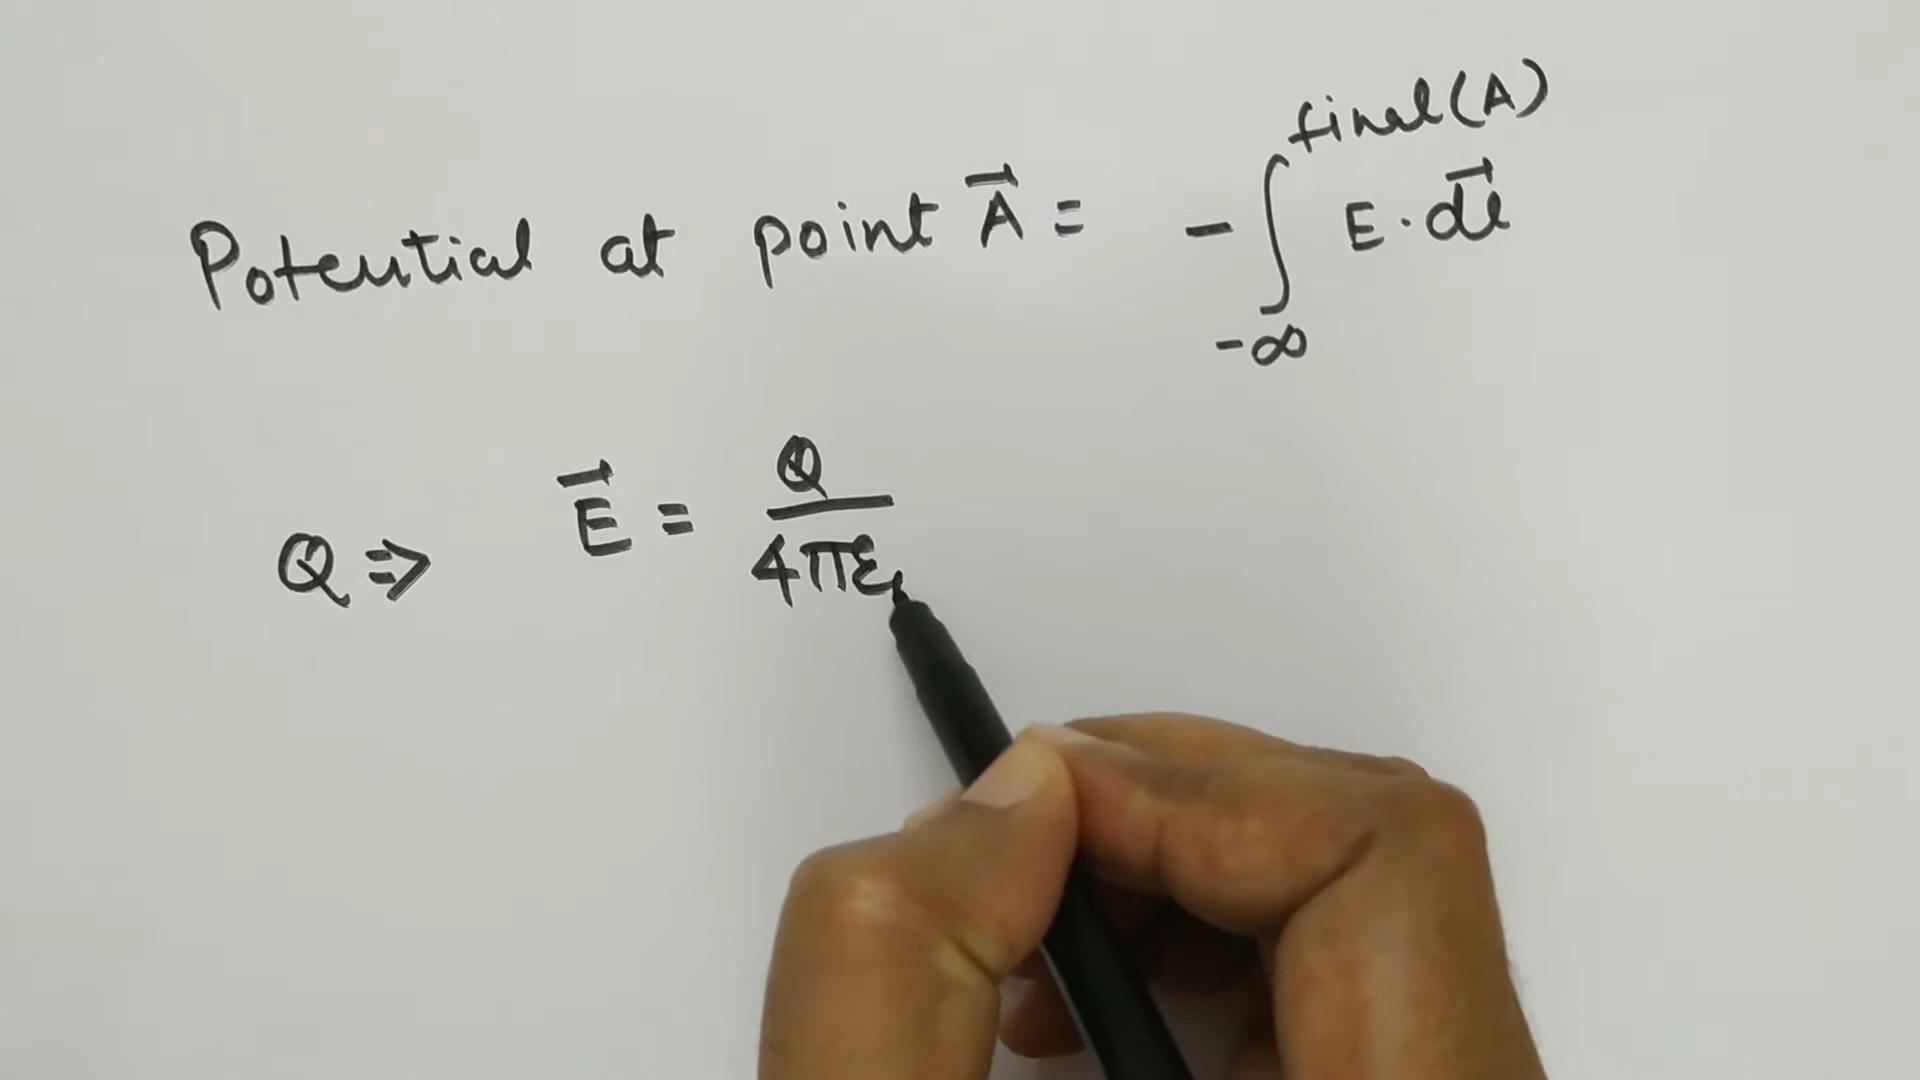 Potential at point A⃗ = - ∫_{-∞}^{final(A)} E · dl⃗
Q ⇒ E⃗ = Q / 4πε